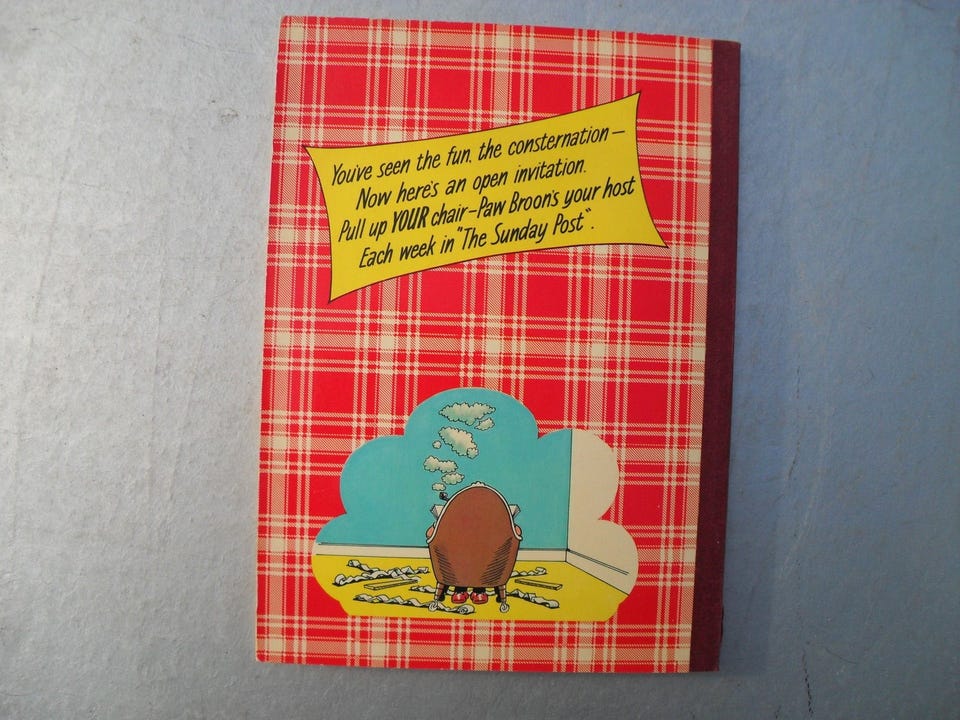 You've seen the fun, the consternation—
Now here's an open invitation.
Pull up YOUR chair—Paw Broon's your host
Each week in "The Sunday Post".